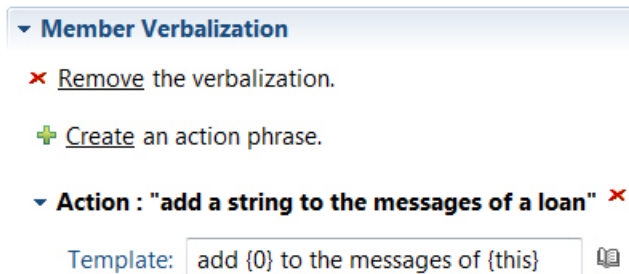 Member Verbalization
Remove the verbalization.
Create an action phrase.
Action : "add a string to the messages of a loan"
Template: add {0} to the messages of {this}